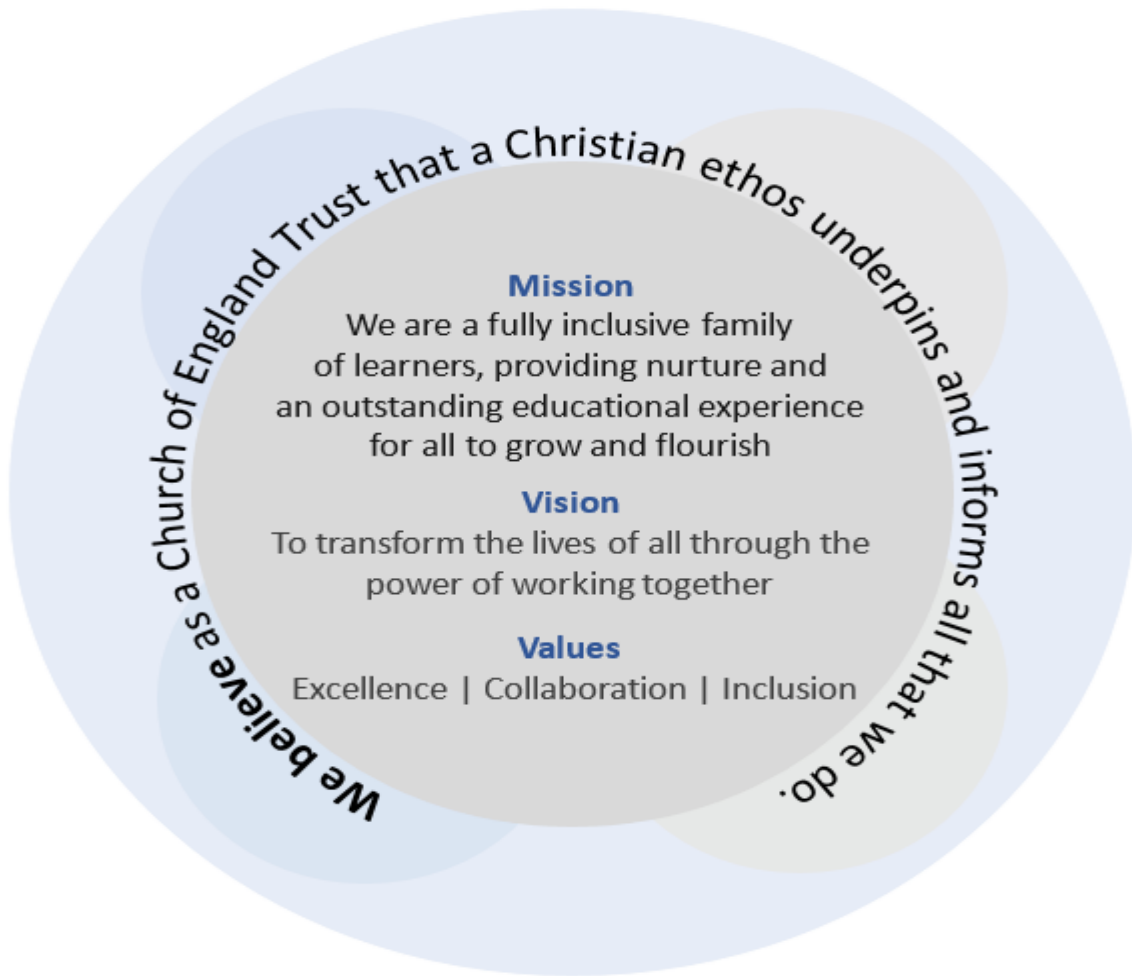 We believe as a Church of England Trust that a Christian ethos underpins and informs all that we do.
Mission
We are a fully inclusive family
of learners, providing nurture and
an outstanding educational experience
for all to grow and flourish
Vision
To transform the lives of all through the
power of working together
Values
Excellence | Collaboration | Inclusion